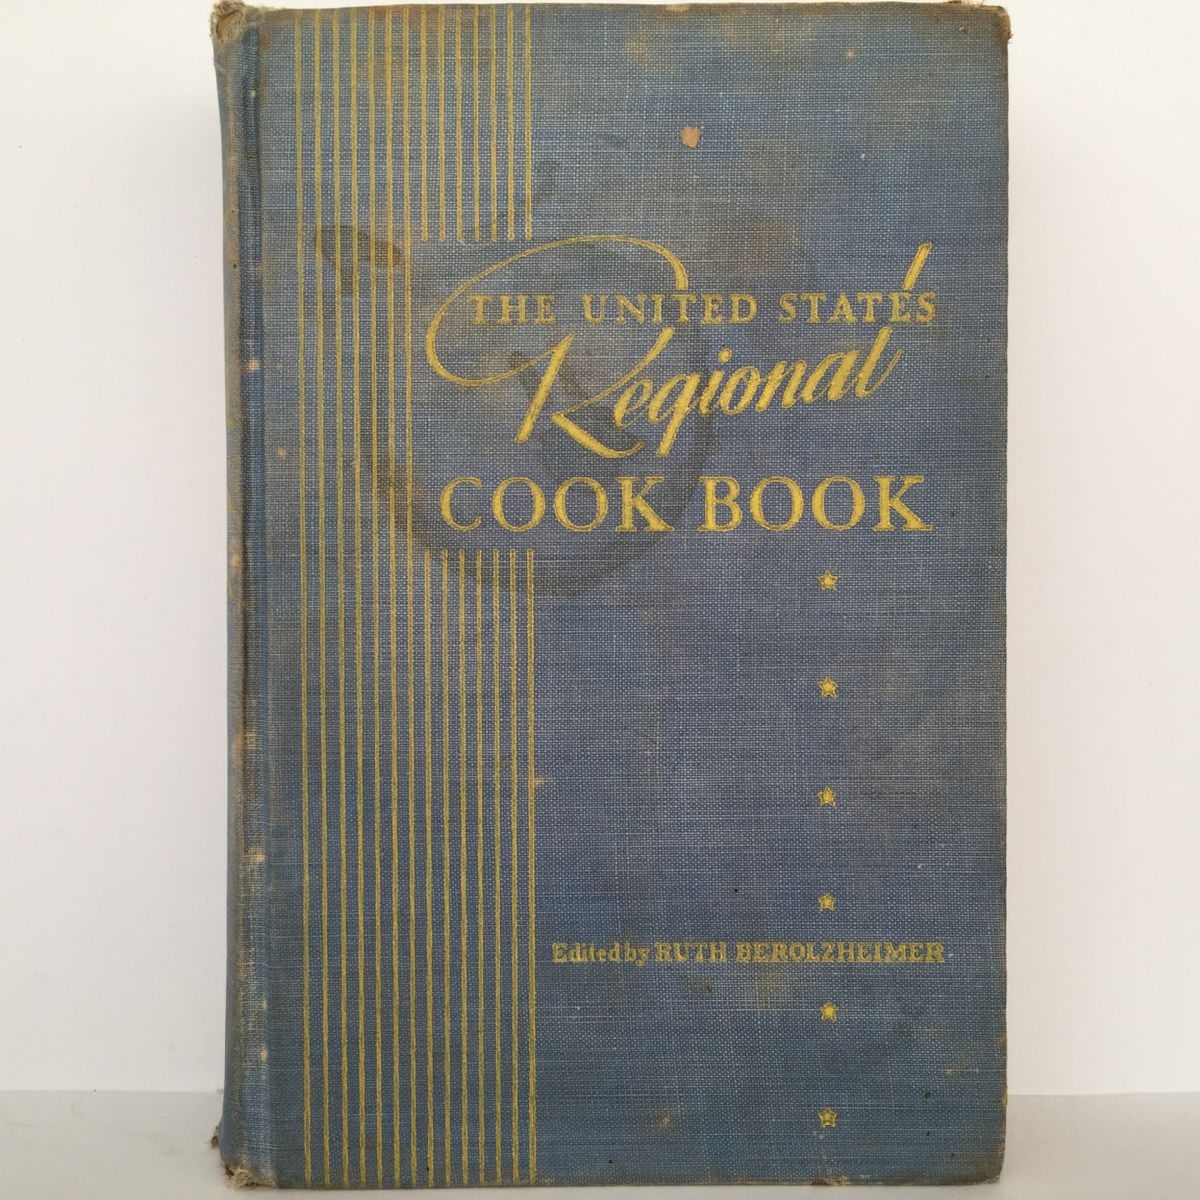 THE UNITED STATES
Regional
COOK BOOK
Edited by RUTH BEROLZHEIMER